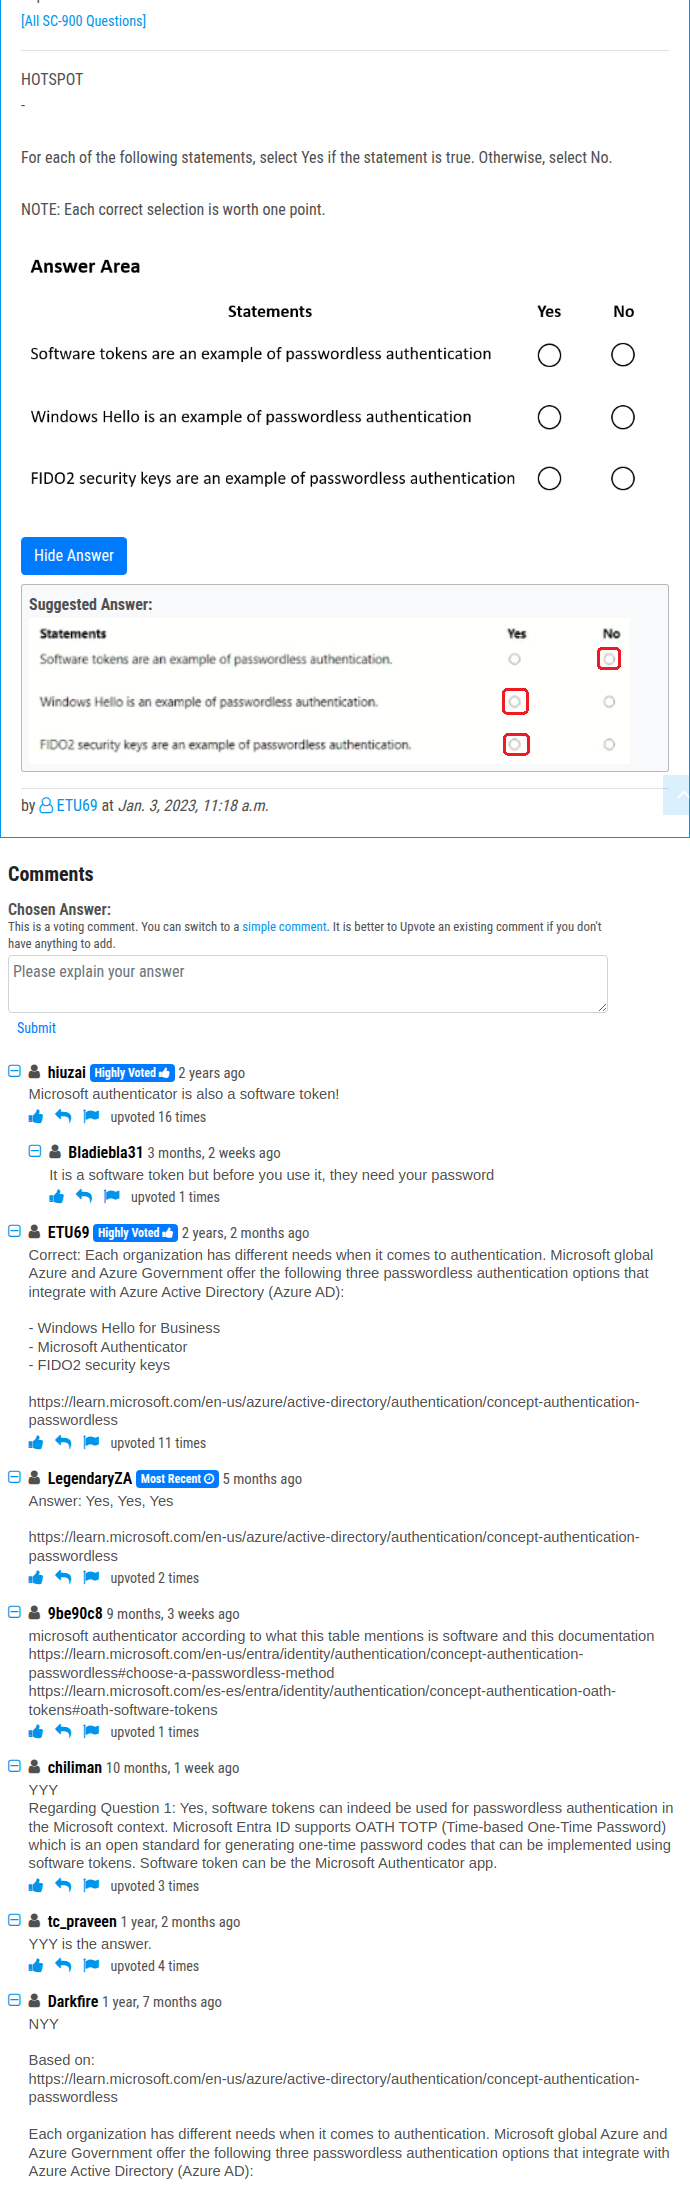 [All SC-900 Questions]
HOTSPOT
-
For each of the following statements, select Yes if the statement is true. Otherwise, select No.
NOTE: Each correct selection is worth one point.
Answer Area
Statements Yes No
Software tokens are an example of passwordless authentication
Windows Hello is an example of passwordless authentication
FIDO2 security keys are an example of passwordless authentication
Hide Answer
Suggested Answer:
Statements Yes No
Software tokens are an example of passwordless authentication.
Windows Hello is an example of passwordless authentication.
FIDO2 security keys are an example of passwordless authentication.
by ETU69 at Jan. 3, 2023, 11:18 a.m.
Comments
Chosen Answer:
This is a voting comment. You can switch to a simple comment. It is better to Upvote an existing comment if you don't
have anything to add.
Please explain your answer
Submit
hiuzai Highly Voted 2 years ago
Microsoft authenticator is also a software token!
upvoted 16 times
Bladiebla31 3 months, 2 weeks ago
It is a software token but before you use it, they need your password
upvoted 1 times
ETU69 Highly Voted 2 years, 2 months ago
Correct: Each organization has different needs when it comes to authentication. Microsoft global
Azure and Azure Government offer the following three passwordless authentication options that
integrate with Azure Active Directory (Azure AD):
- Windows Hello for Business
- Microsoft Authenticator
- FIDO2 security keys
https://learn.microsoft.com/en-us/azure/active-directory/authentication/concept-authentication-
passwordless
upvoted 11 times
LegendaryZA Most Recent 5 months ago
Answer: Yes, Yes, Yes
https://learn.microsoft.com/en-us/azure/active-directory/authentication/concept-authentication-
passwordless
upvoted 2 times
9be90c8 9 months, 3 weeks ago
microsoft authenticator according to what this table mentions is software and this documentation
https://learn.microsoft.com/en-us/entra/identity/authentication/concept-authentication-
passwordless#choose-a-passwordless-method
https://learn.microsoft.com/es-es/entra/identity/authentication/concept-authentication-oath-
tokens#oath-software-tokens
upvoted 1 times
chiliman 10 months, 1 week ago
YYY
Regarding Question 1: Yes, software tokens can indeed be used for passwordless authentication in
the Microsoft context. Microsoft Entra ID supports OATH TOTP (Time-based One-Time Password)
which is an open standard for generating one-time password codes that can be implemented using
software tokens. Software token can be the Microsoft Authenticator app.
upvoted 3 times
tc_praveen 1 year, 2 months ago
YYY is the answer.
upvoted 4 times
Darkfire 1 year, 7 months ago
NYY
Based on:
https://learn.microsoft.com/en-us/azure/active-directory/authentication/concept-authentication-
passwordless
Each organization has different needs when it comes to authentication. Microsoft global Azure and
Azure Government offer the following three passwordless authentication options that integrate with
Azure Active Directory (Azure AD):